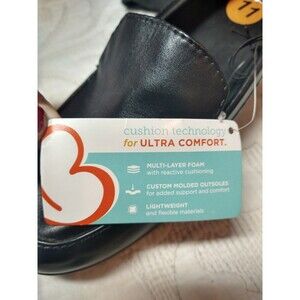 11
cushion technology
for ULTRA COMFORT.
MULTI-LAYER FOAM
with reactive cushioning
CUSTOM MOLDED OUTSOLES
for added support and comfort
LIGHTWEIGHT
and flexible materials